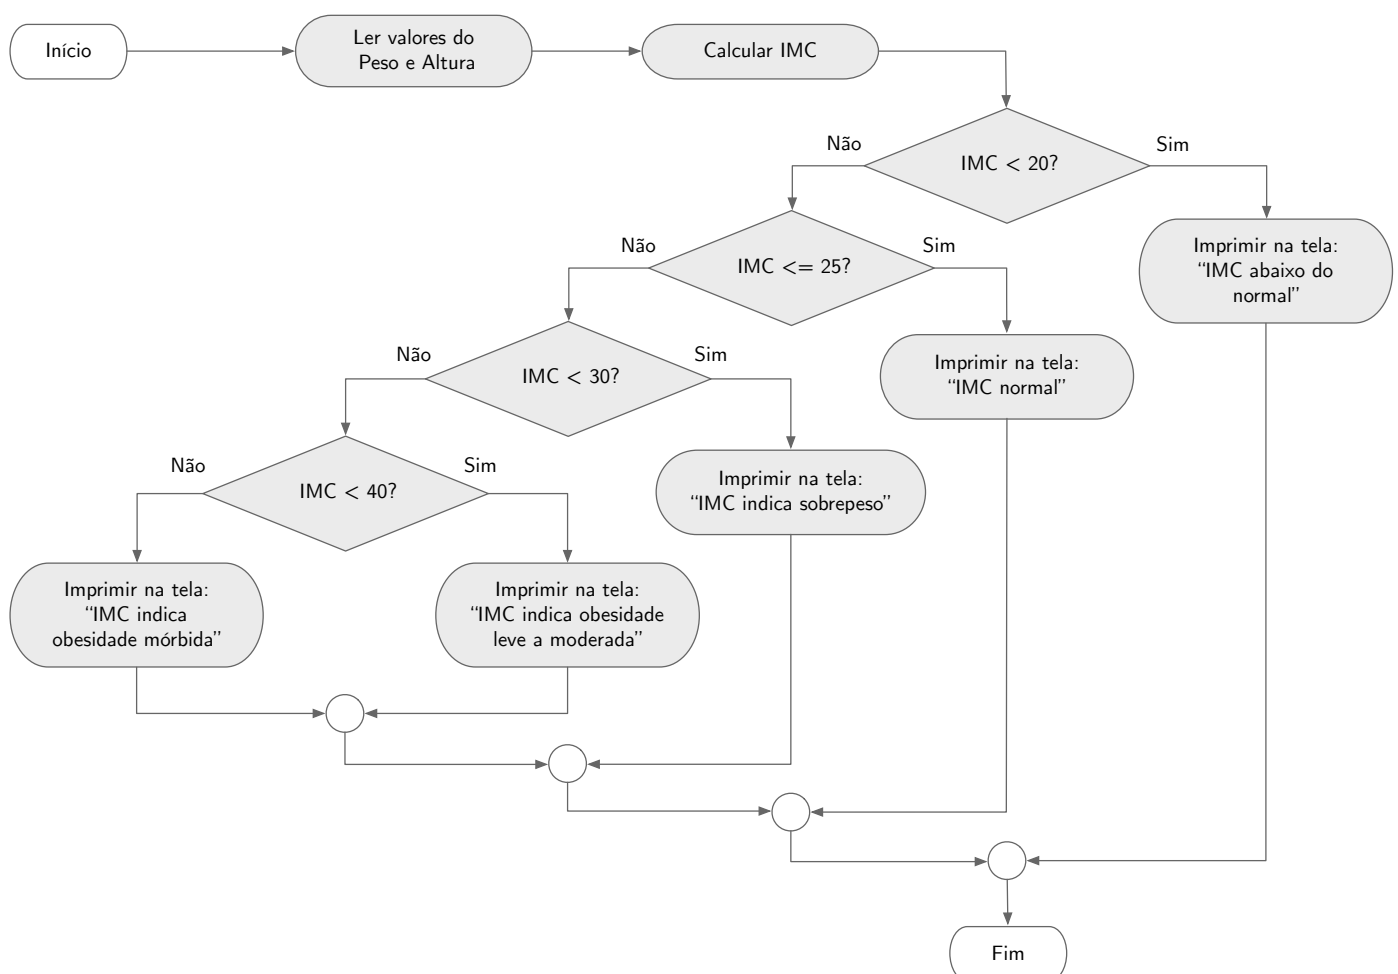 Início
Ler valores do
Peso e Altura
Calcular IMC
Não
Sim
IMC < 20?
Não
Sim
IMC <= 25?
Imprimir na tela:
“IMC abaixo do
normal”
Não
Sim
IMC < 30?
Imprimir na tela:
“IMC normal”
Não
Sim
IMC < 40?
Imprimir na tela:
“IMC indica sobrepeso”
Imprimir na tela:
“IMC indica
obesidade mórbida”
Imprimir na tela:
“IMC indica obesidade
leve a moderada”
Fim